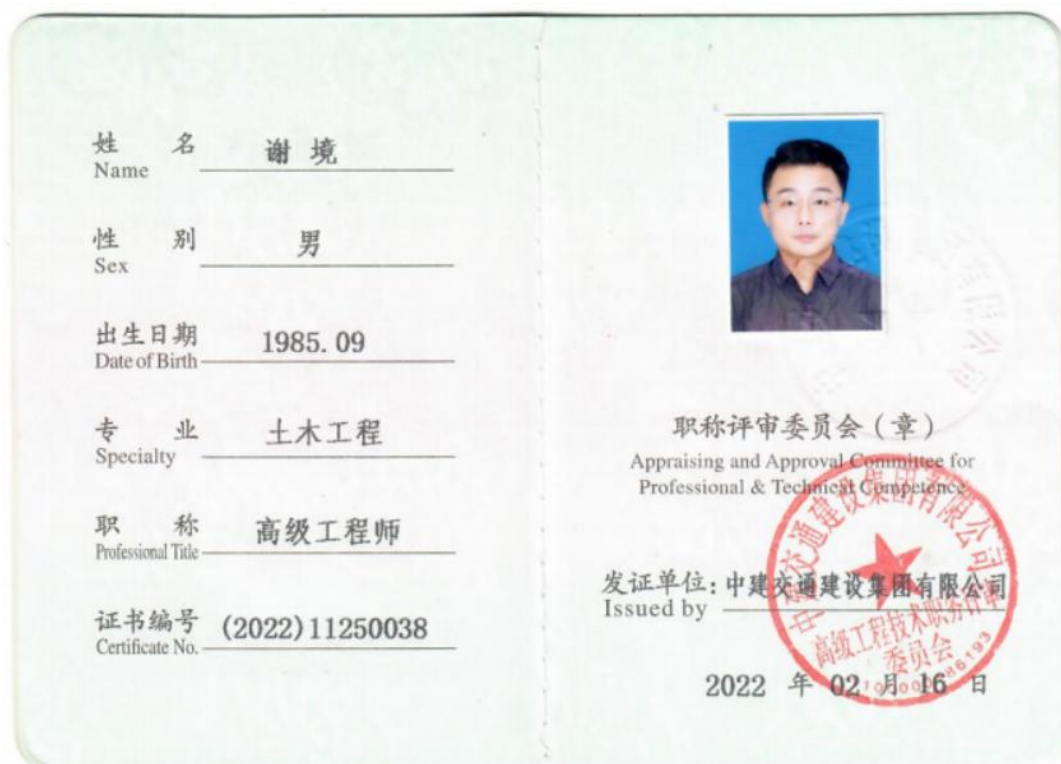 姓 名 谢 境
Name
性 别 男
Sex
出生日期 1985.09
Date of Birth
专 业 土木工程
Specialty
职 称 高级工程师
Professional Title
证书编号 (2022)11250038
Certificate No.
职称评审委员会（章）
Appraising and Approval Committee for
Professional & Technical Competence
中建交通建设集团有限公司
高级工程技术职务评审
委员会
发证单位: 中建交通建设集团有限公司
Issued by
2022 年 02 月 16 日